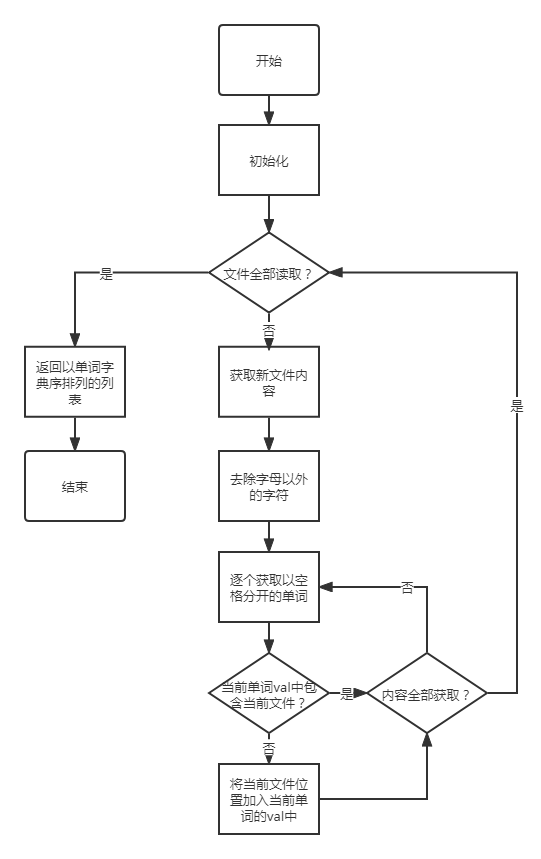 开始
初始化
文件全部读取？
是
否
返回以单词字
典序排列的列
表
获取新文件内
容
是
结束
去除字母以外
的字符
逐个获取以空
格分开的单词
否
当前单词val中包
含当前文件？
是
内容全部获取？
否
将当前文件位
置加入当前单
词的val中